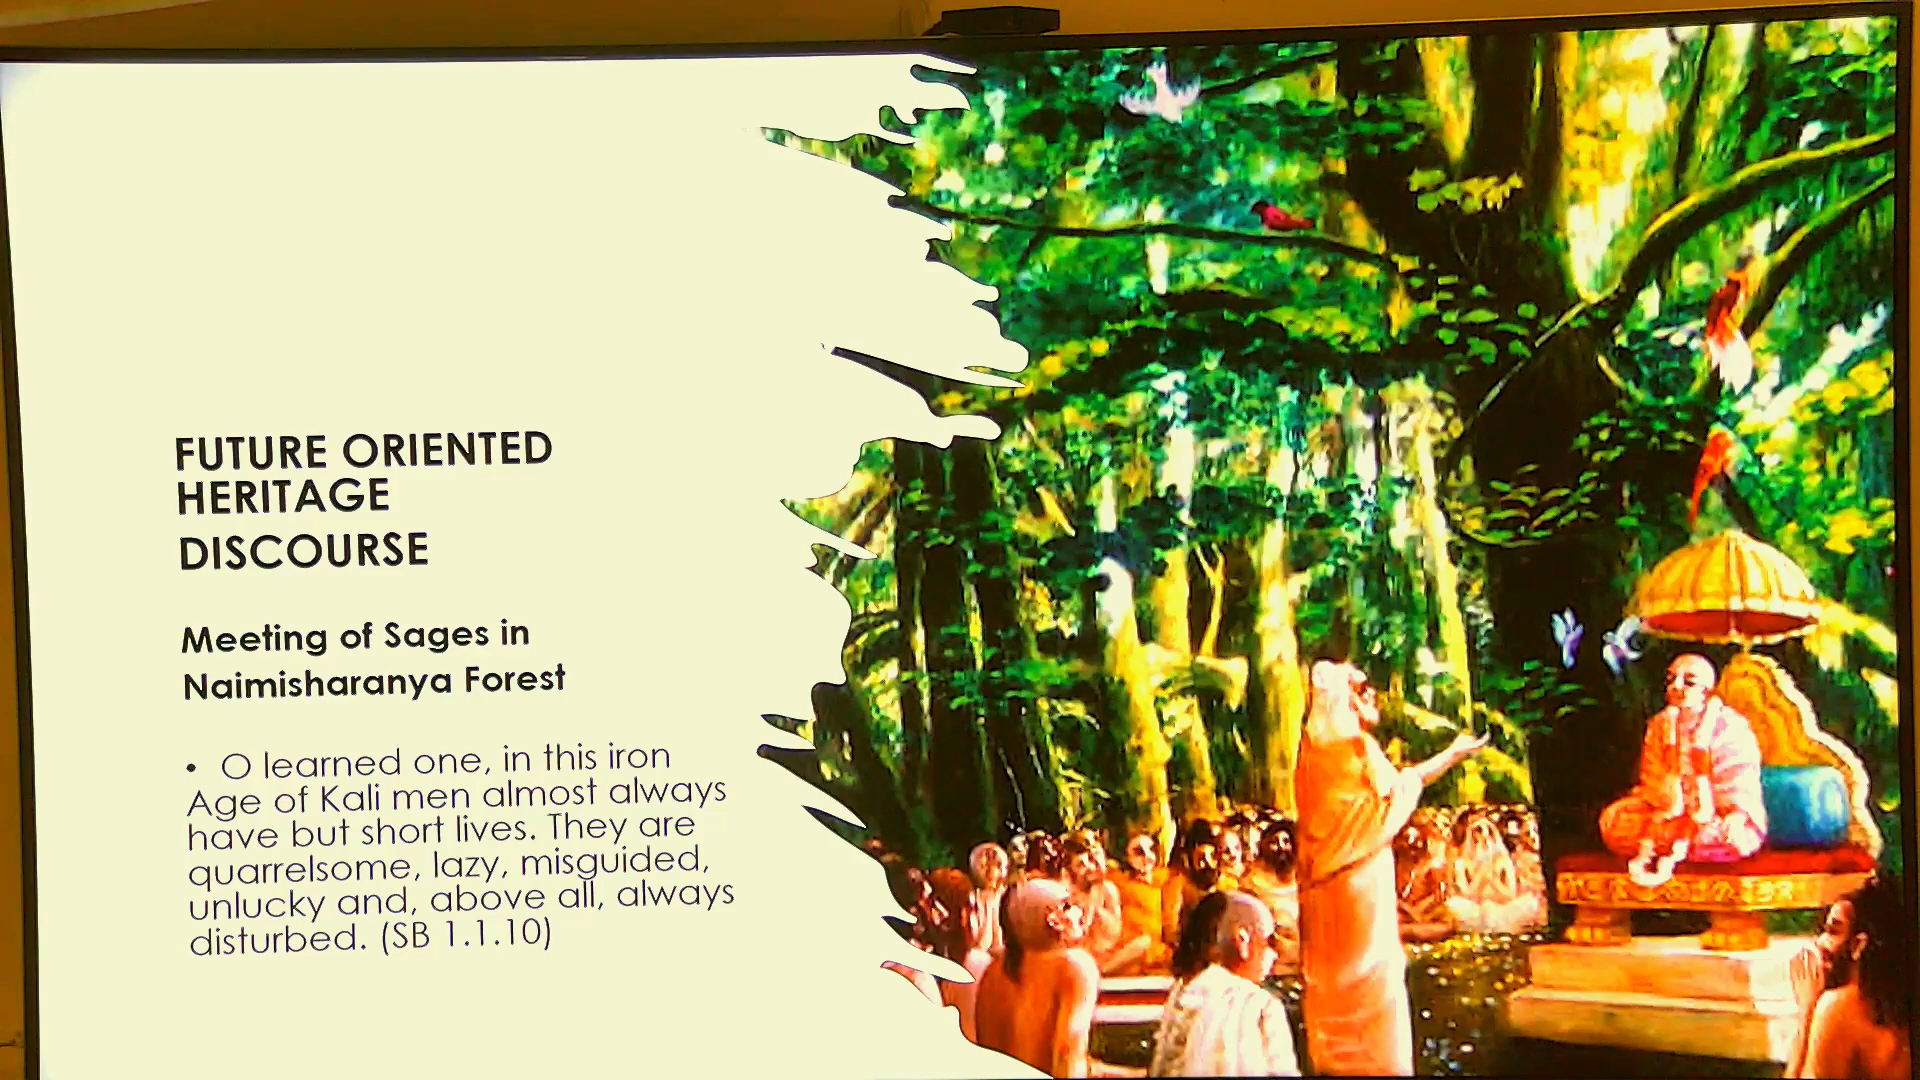 FUTURE ORIENTED
HERITAGE
DISCOURSE
Meeting of Sages in
Naimisharanya Forest
• O learned one, in this iron
Age of Kali men almost always
have but short lives. They are
quarrelsome, lazy, misguided,
unlucky and, above all, always
disturbed. (SB 1.1.10)